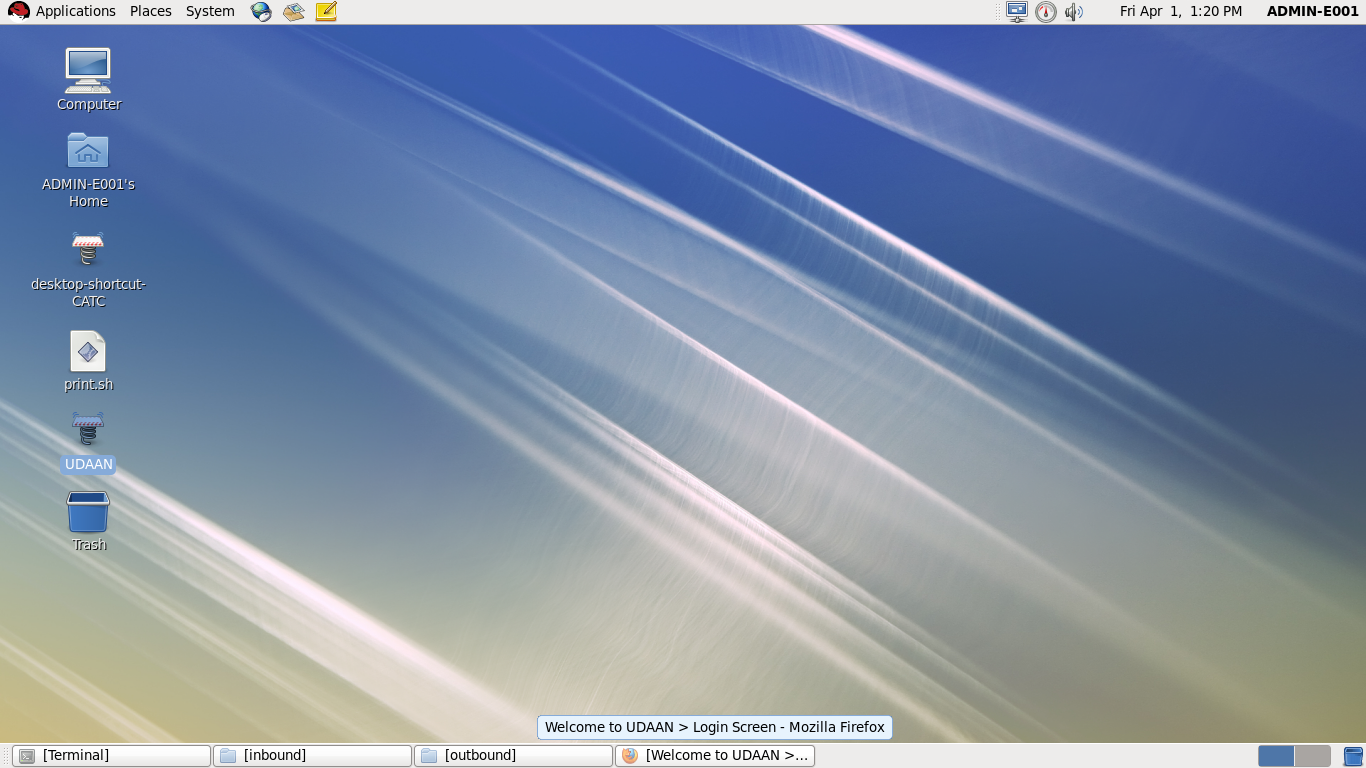 Applications Places System
Fri Apr 1, 1:20 PM ADMIN-E001
Computer
ADMIN-E001's
Home
desktop-shortcut-
CATC
print.sh
UDAAN
Trash
Welcome to UDAAN > Login Screen - Mozilla Firefox
[Terminal]
[inbound]
[outbound]
[Welcome to UDAAN >...